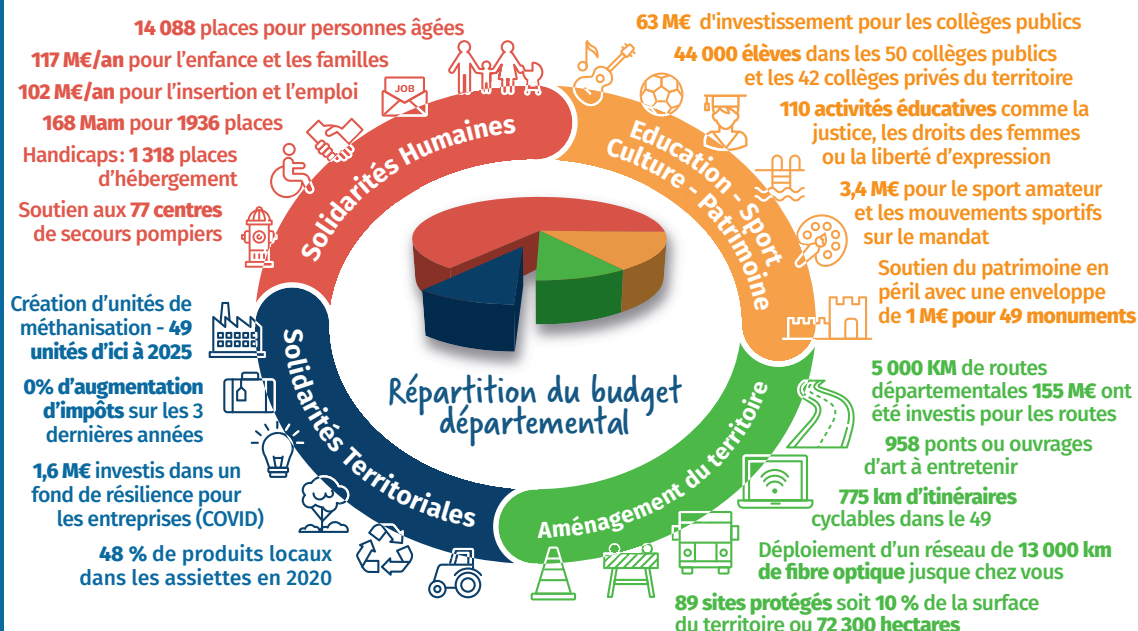 14 088 places pour personnes âgées
117 M€/an pour l'enfance et les familles
102 M€/an pour l'insertion et l'emploi
168 Mam pour 1936 places
Handicaps : 1 318 places
d'hébergement
Soutien aux 77 centres
de secours pompiers
JOB
Solidarités Humaines
63 M€ d'investissement pour les collèges publics
44 000 élèves dans les 50 collèges publics
et les 42 collèges privés du territoire
110 activités éducatives comme la
justice, les droits des femmes
ou la liberté d'expression
3,4 M€ pour le sport amateur
et les mouvements sportifs
sur le mandat
Soutien du patrimoine en
péril avec une enveloppe
de 1 M€ pour 49 monuments
Education - Sport
Culture - Patrimoine
Répartition du budget
départemental
Création d'unités de
méthanisation - 49
unités d'ici à 2025
0% d'augmentation
d'impôts sur les 3
dernières années
1,6 M€ investis dans un
fond de résilience pour
les entreprises (COVID)
48 % de produits locaux
dans les assiettes en 2020
Solidarités Territoriales
5 000 KM de routes
départementales 155 M€ ont
été investis pour les routes
958 ponts ou ouvrages
d'art à entretenir
775 km d'itinéraires
cyclables dans le 49
Déploiement d'un réseau de 13 000 km
de fibre optique jusque chez vous
89 sites protégés soit 10 % de la surface
du territoire ou 72 300 hectares
Aménagement du territoire